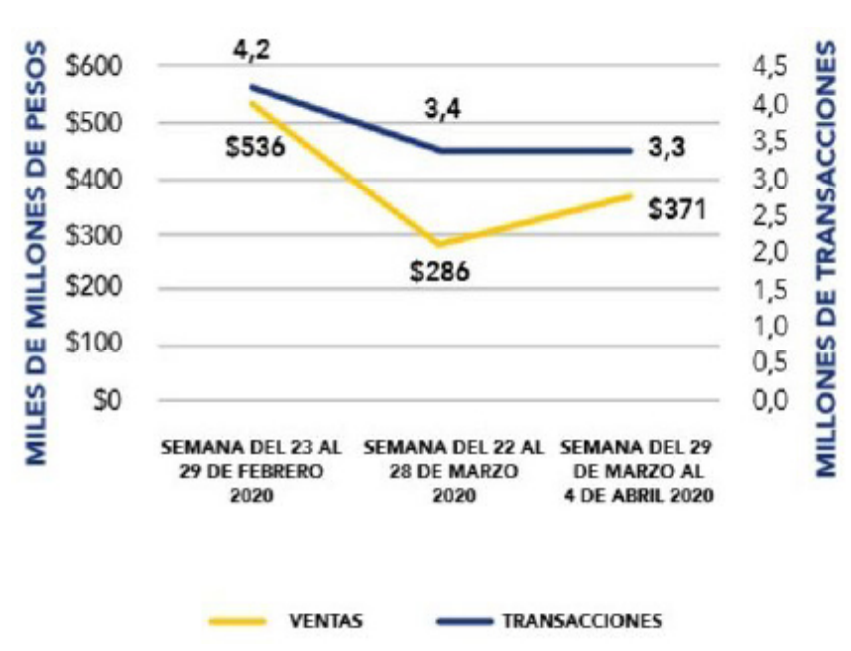 MILES DE MILLONES DE PESOS
$600
$500
$400
$300
$200
$100
$0
4,2
3,4
3,3
$536
$286
$371
4,5
4,0
3,5
3,0
2,5
2,0
1,5
1,0
0,5
0,0
MILLONES DE TRANSACCIONES
SEMANA DEL 23 AL
29 DE FEBRERO
2020
SEMANA DEL 22 AL
28 DE MARZO
2020
SEMANA DEL 29
DE MARZO AL
4 DE ABRIL 2020
VENTAS
TRANSACCIONES